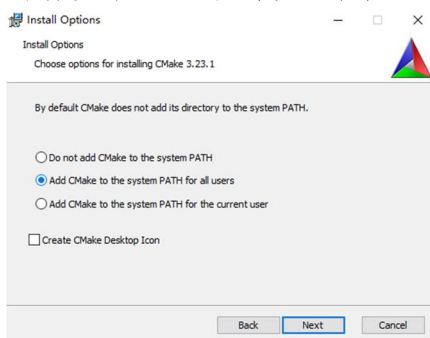 Install Options
Install Options
Choose options for installing CMake 3.23.1
By default CMake does not add its directory to the system PATH.
Do not add CMake to the system PATH
Add CMake to the system PATH for all users
Add CMake to the system PATH for the current user
Create CMake Desktop Icon
Back Next Cancel